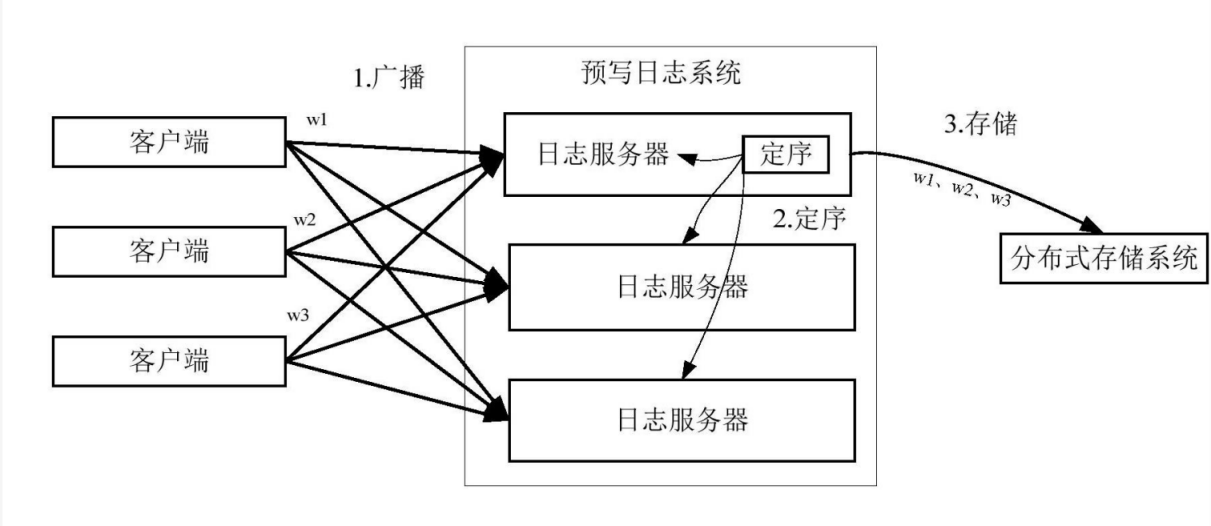 预写日志系统
1.广播
w1
客户端
日志服务器
定序
3.存储
w1、w2、w3
w2
2.定序
客户端
日志服务器
分布式存储系统
w3
客户端
日志服务器